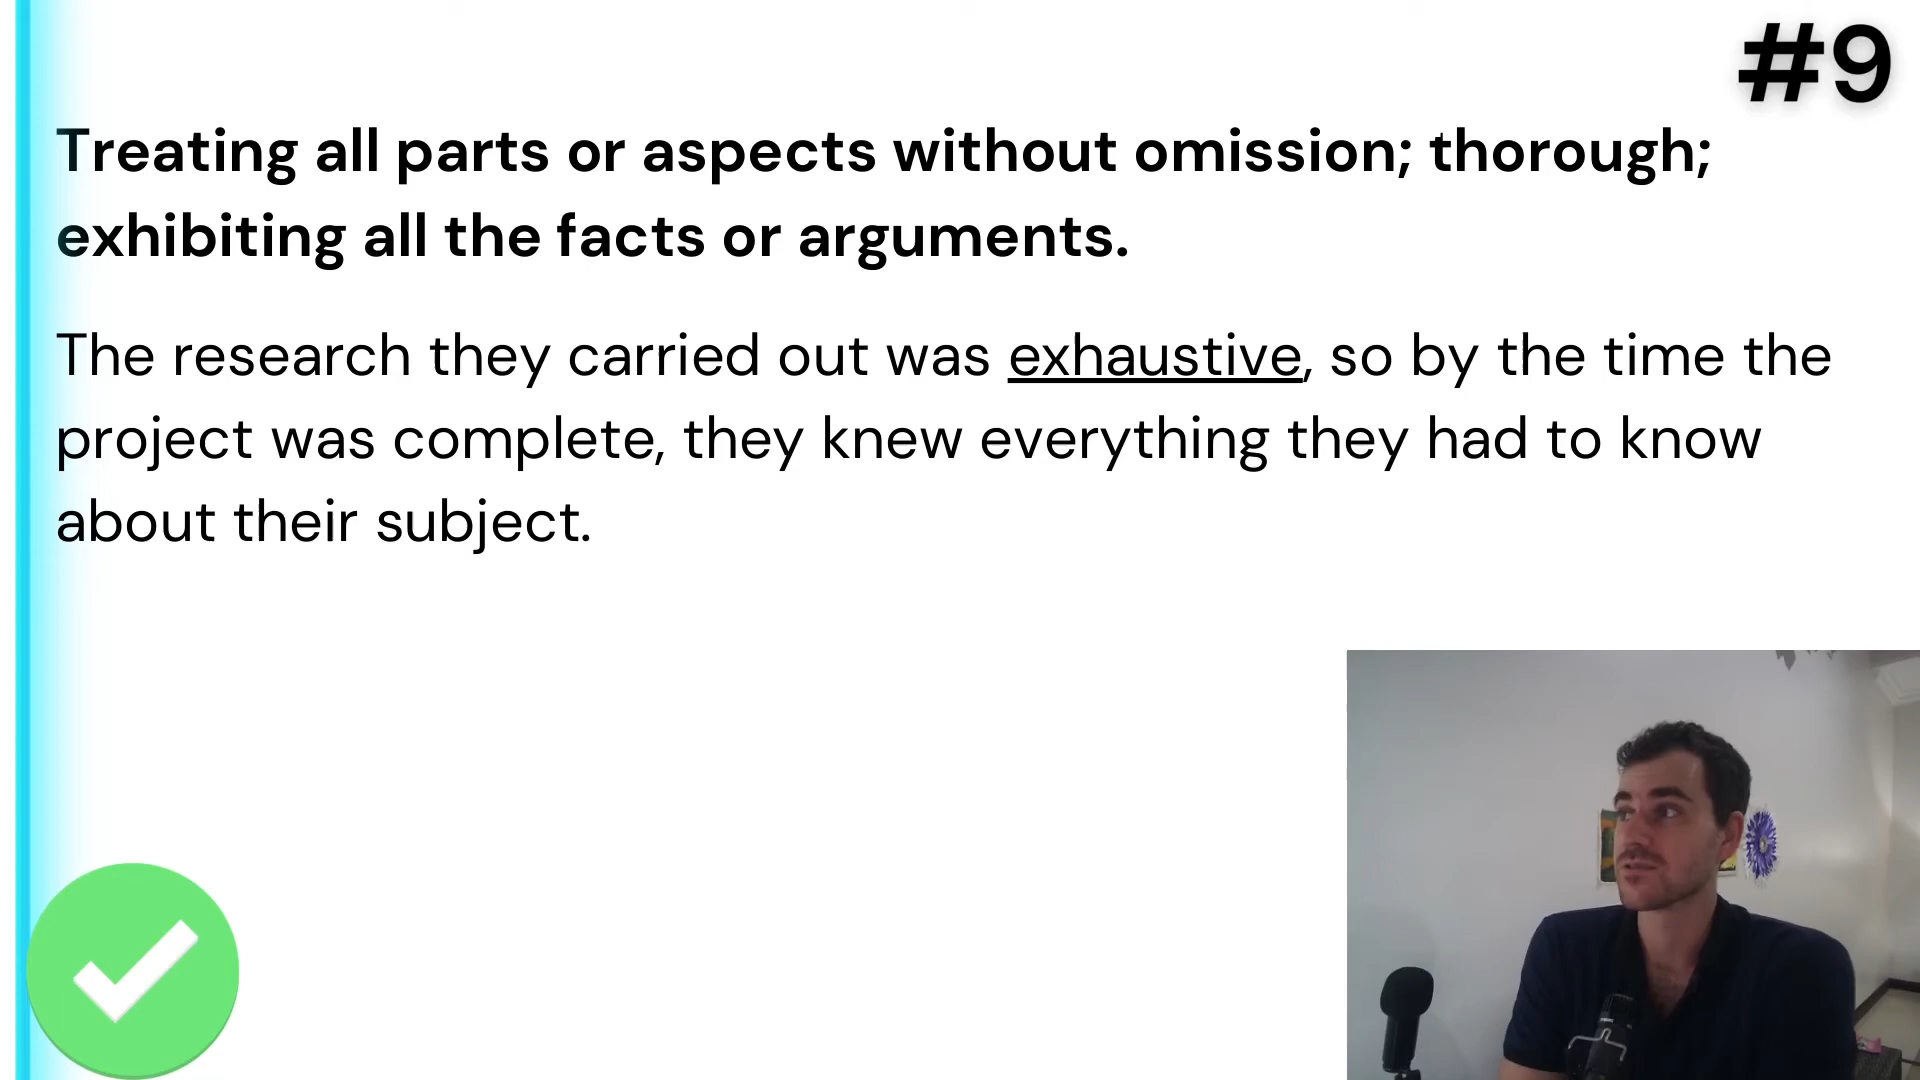 #9
Treating all parts or aspects without omission; thorough;
exhibiting all the facts or arguments.
The research they carried out was exhaustive, so by the time the
project was complete, they knew everything they had to know
about their subject.